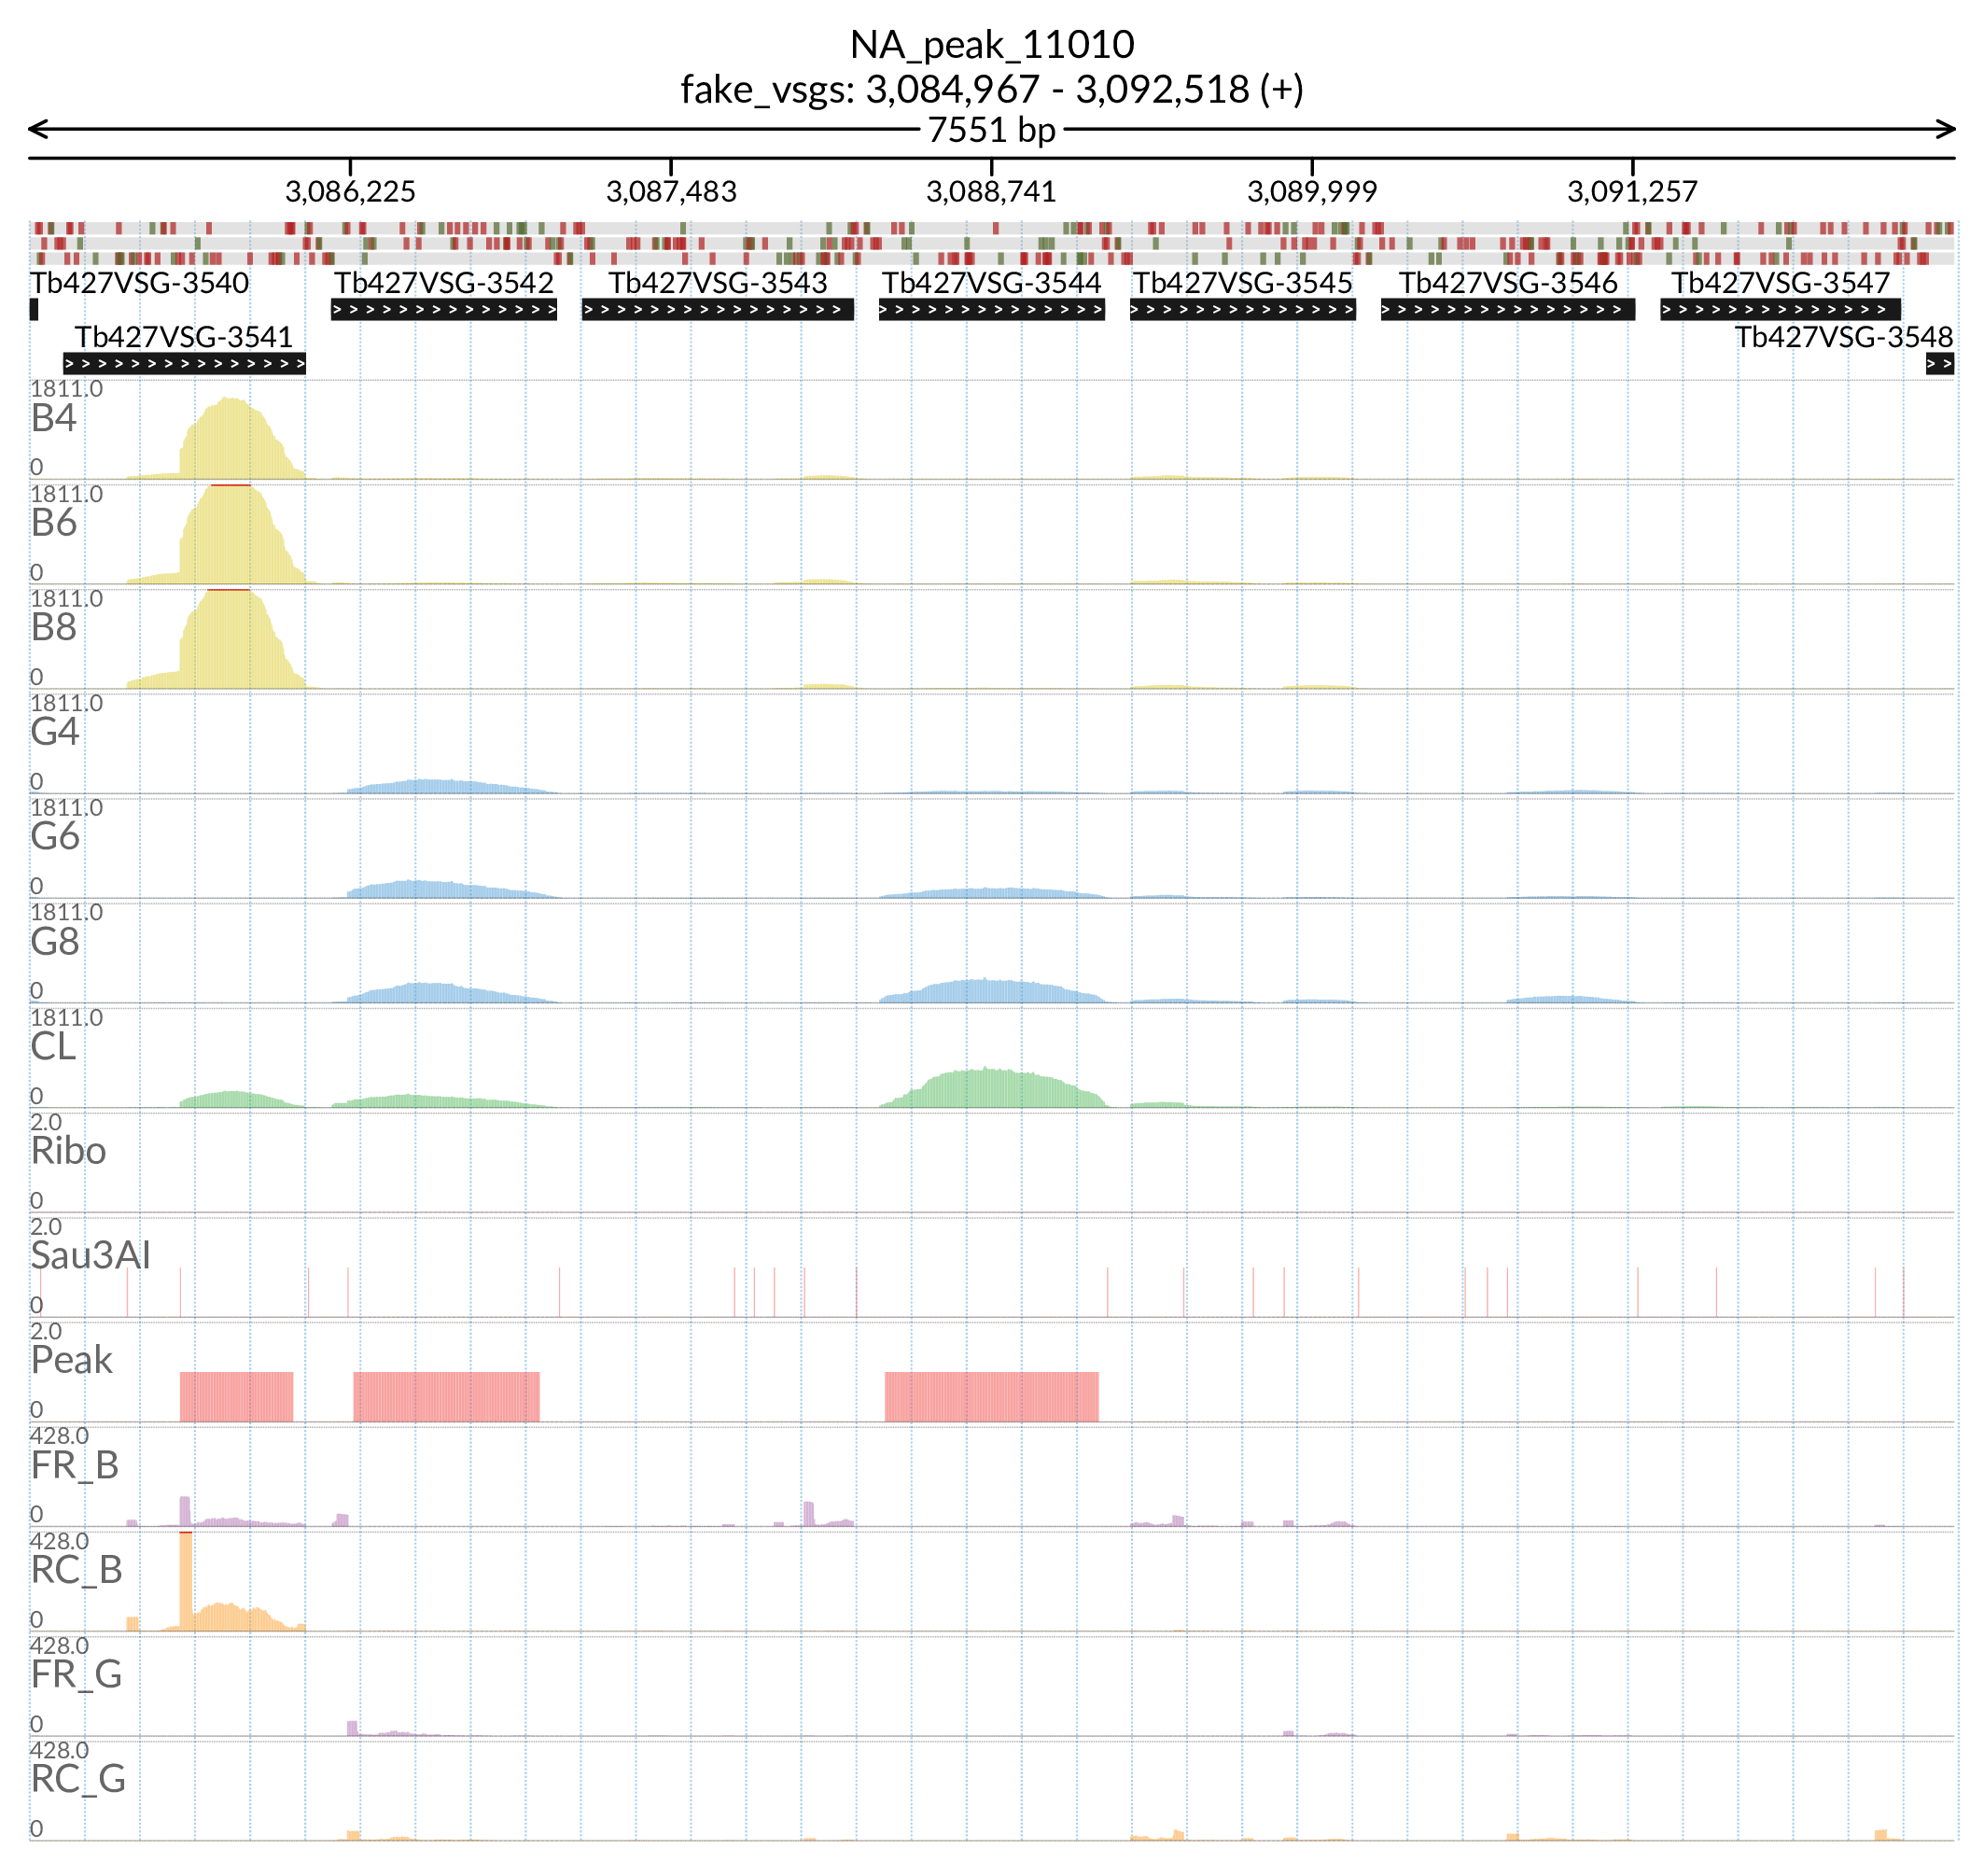 NA_peak_11010
fake_vsgs: 3,084,967 - 3,092,518 (+)
7551 bp
3,086,225 3,087,483 3,088,741 3,089,999 3,091,257
Tb427VSG-3540 Tb427VSG-3542 Tb427VSG-3543 Tb427VSG-3544 Tb427VSG-3545 Tb427VSG-3546 Tb427VSG-3547
Tb427VSG-3541 Tb427VSG-3548
1811.0
B4
0
1811.0
B6
0
1811.0
B8
0
1811.0
G4
0
1811.0
G6
0
1811.0
G8
0
1811.0
CL
0
2.0
Ribo
0
2.0
Sau3AI
0
2.0
Peak
0
428.0
FR_B
0
428.0
RC_B
0
428.0
FR_G
0
428.0
RC_G
0